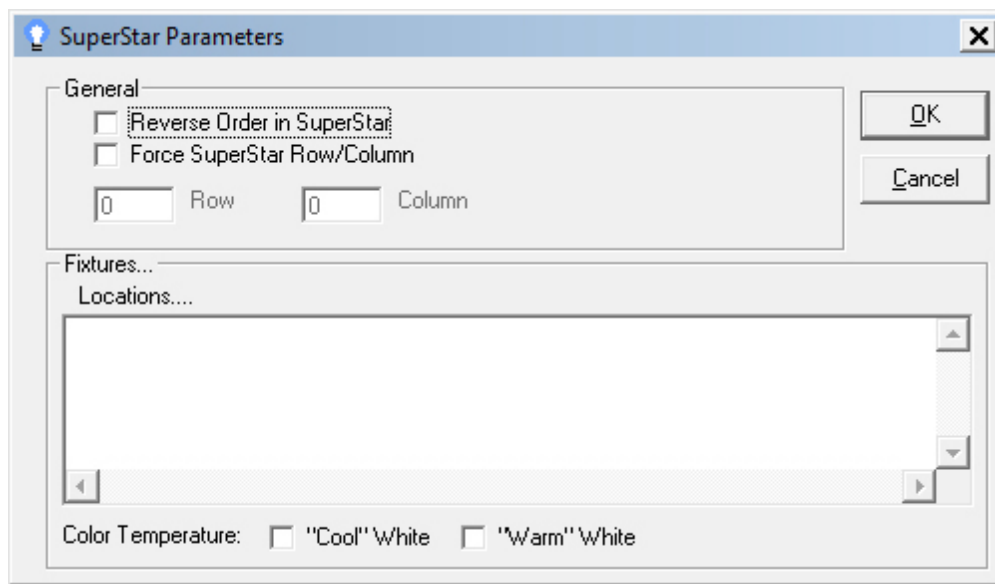 SuperStar Parameters
General
Reverse Order in SuperStar
Force SuperStar Row/Column
0 Row 0 Column
OK
Cancel
Fixtures...
Locations....
Color Temperature: "Cool" White "Warm" White